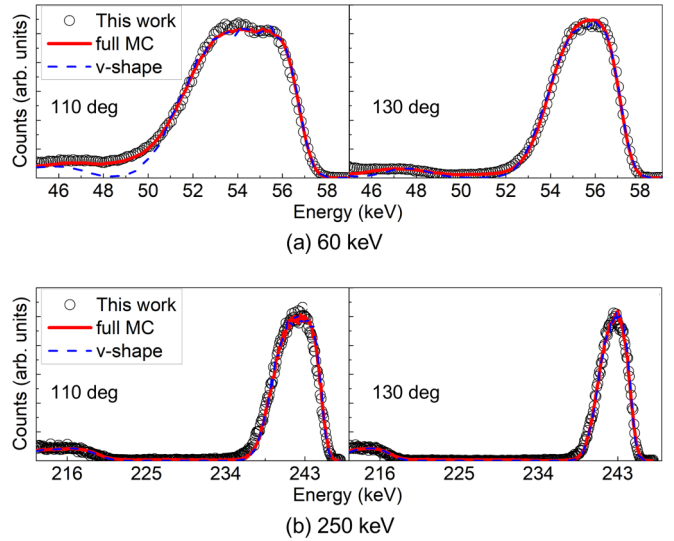 Counts (arb. units)
This work
full MC
v-shape
110 deg
130 deg
46 48 50 52 54 56 58 46 48 50 52 54 56 58
Energy (keV)
(a) 60 keV
Counts (arb. units)
This work
full MC
v-shape
110 deg
130 deg
216 225 234 243 216 225 234 243
Energy (keV)
(b) 250 keV